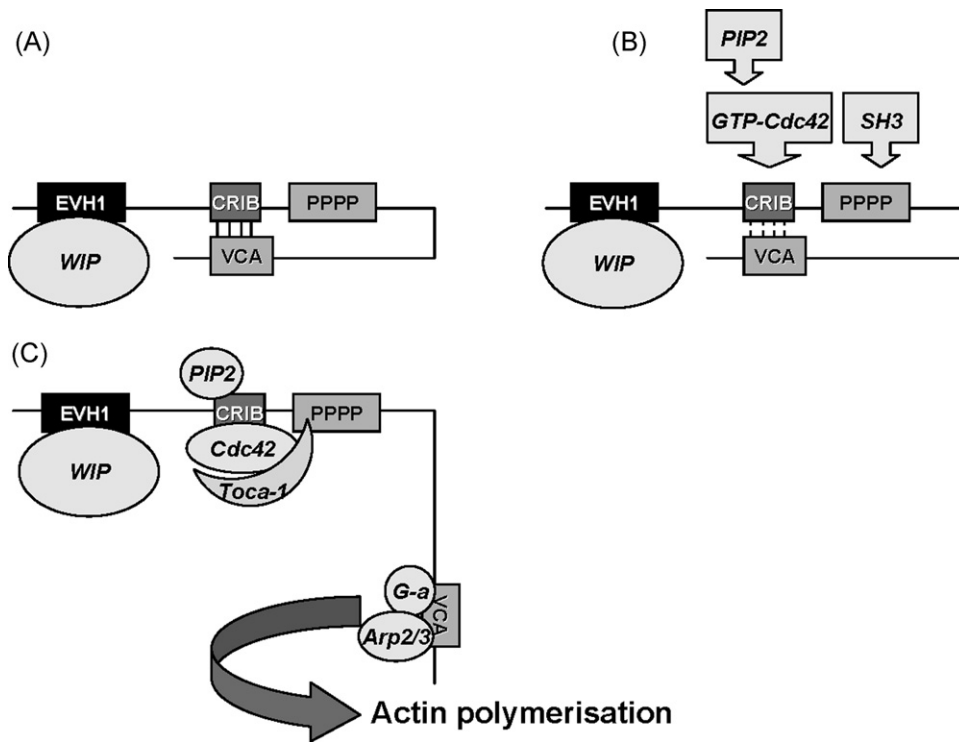 (A)
EVH1
CRIB
PPPP
WIP
VCA
(B)
PIP2
GTP-Cdc42
SH3
EVH1
CRIB
PPPP
WIP
VCA
(C)
PIP2
EVH1
CRIB
PPPP
WIP
Cdc42
Toca-1
G-a
VCA
Arp2/3
Actin polymerisation